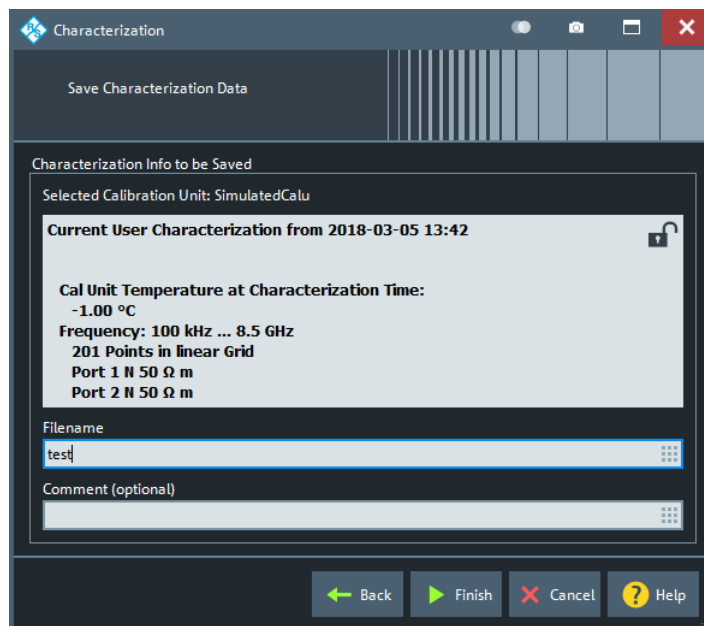 Characterization
Save Characterization Data
Characterization Info to be Saved
Selected Calibration Unit: SimulatedCalu
Current User Characterization from 2018-03-05 13:42
Cal Unit Temperature at Characterization Time:
-1.00 °C
Frequency: 100 kHz ... 8.5 GHz
201 Points in linear Grid
Port 1 N 50 Ω m
Port 2 N 50 Ω m
Filename
test
Comment (optional)
Back Finish Cancel ? Help